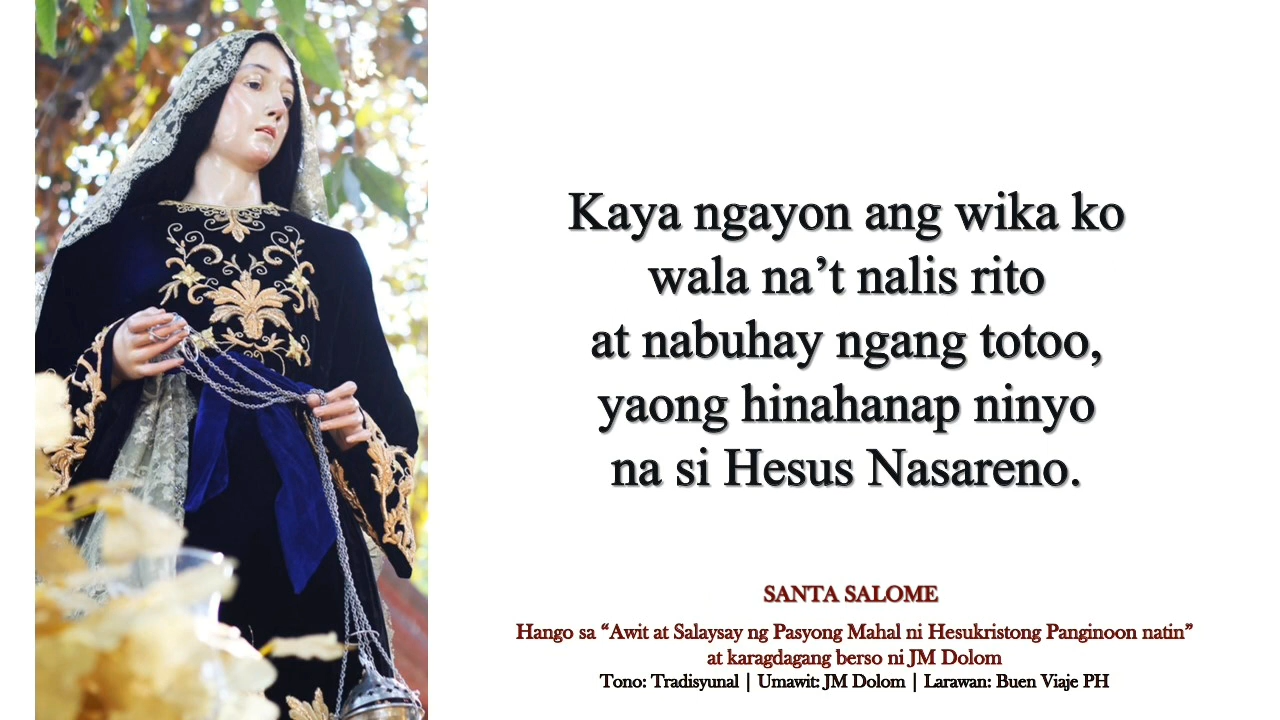 Kaya ngayon ang wika ko
wala na’t nalis rito
at nabuhay ngang totoo,
yaong hinahanap ninyo
na si Hesus Nasareno.
SANTA SALOME
Hango sa “Awit at Salaysay ng Pasyong Mahal ni Hesukristong Panginoon natin”
at karagdagang berso ni JM Dolom
Tono: Tradisyunal | Umawit: JM Dolom | Larawan: Buen Viaje PH